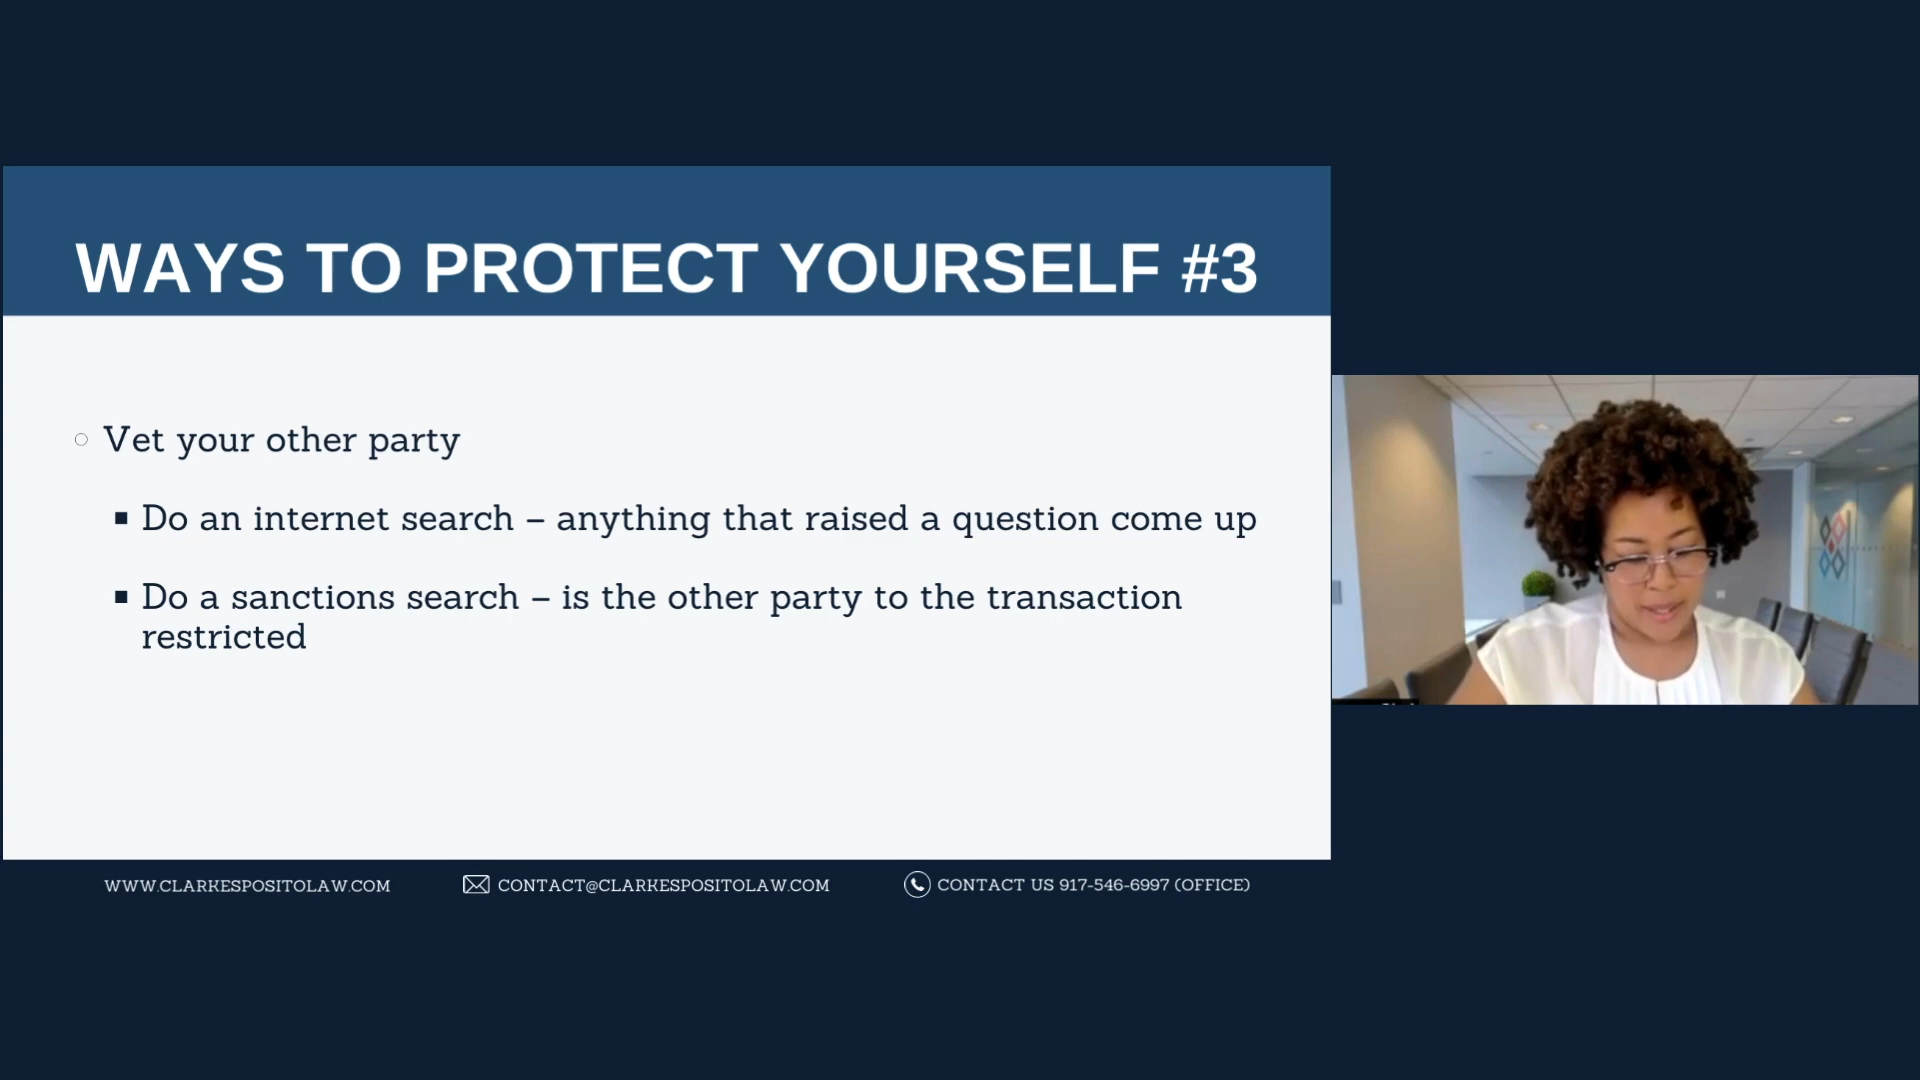 WAYS TO PROTECT YOURSELF #3
Vet your other party
Do an internet search – anything that raised a question come up
Do a sanctions search – is the other party to the transaction
restricted
WWW.CLARKESPOSITOLAW.COM
CONTACT@CLARKESPOSITOLAW.COM
CONTACT US 917-546-6997 (OFFICE)